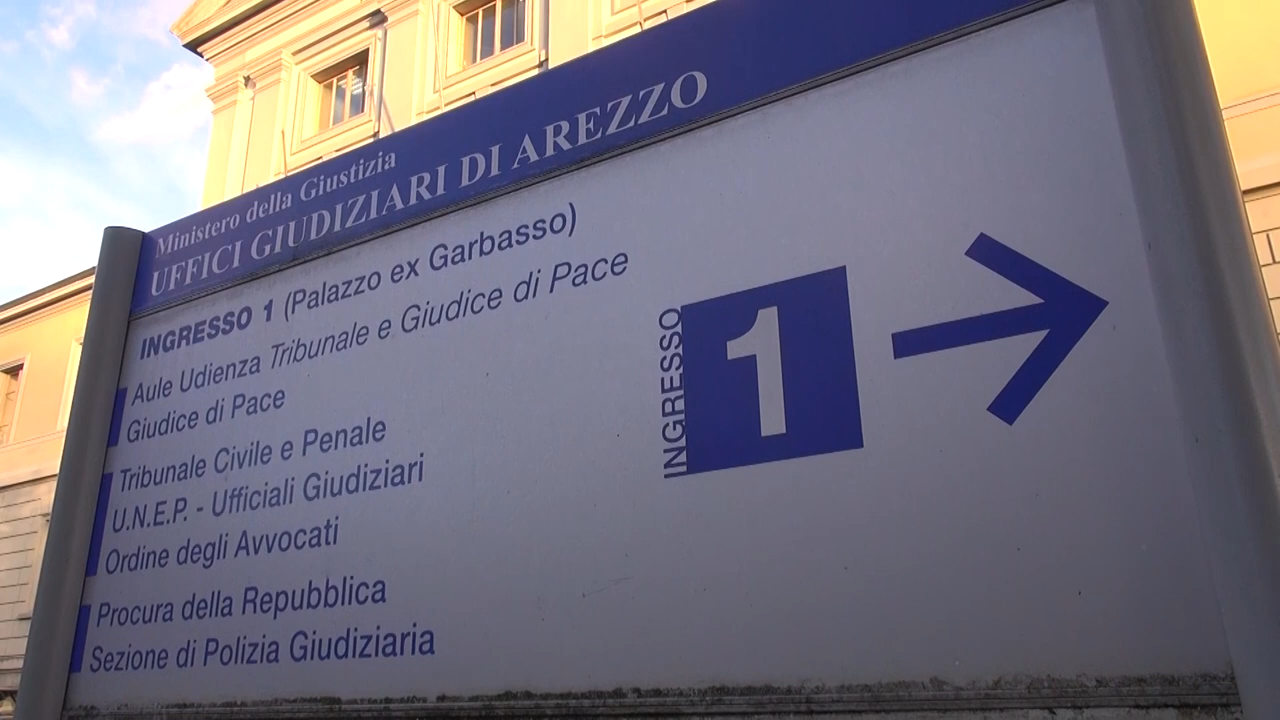 Ministero della Giustizia
UFFICI GIUDIZIARI DI AREZZO
INGRESSO 1 (Palazzo ex Garbasso)
Aule Udienza Tribunale e Giudice di Pace
Giudice di Pace
Tribunale Civile e Penale
U.N.E.P. - Ufficiali Giudiziari
Ordine degli Avvocati
Procura della Repubblica
Sezione di Polizia Giudiziaria
INGRESSO
1